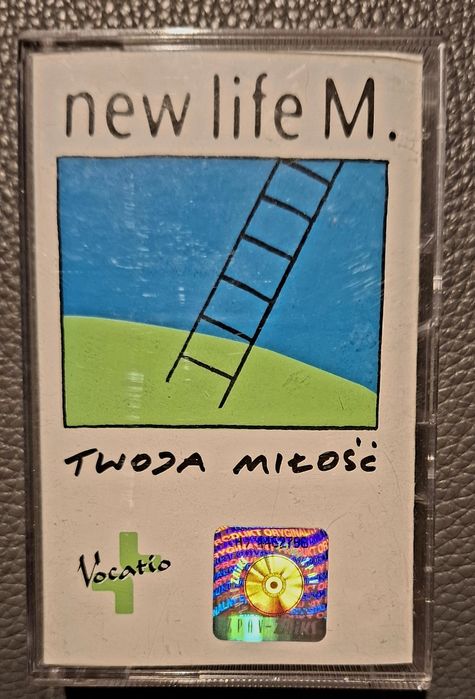 new life M.
TWOJA MIŁOŚĆ
Vocatio